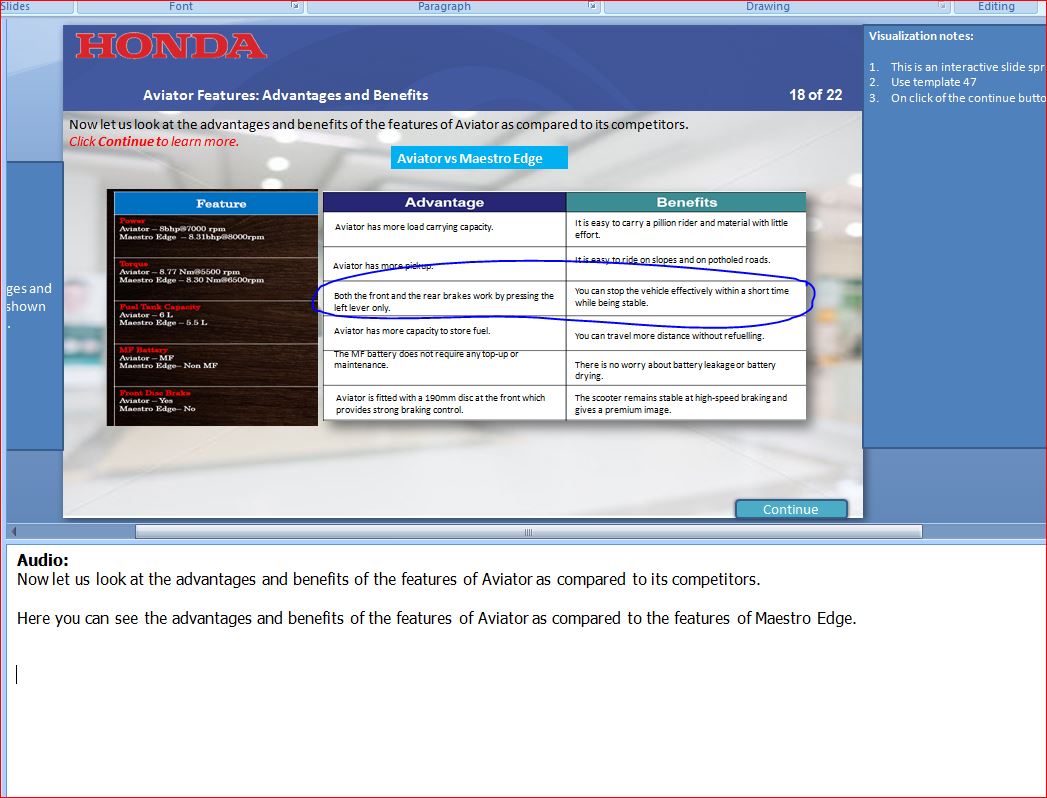 Slides
Font
Paragraph
Drawing
Editing
HONDA
Aviator Features: Advantages and Benefits
18 of 22
Visualization notes:
1. This is an interactive slide spr
2. Use template 47
3. On click of the continue butto
Now let us look at the advantages and benefits of the features of Aviator as compared to its competitors.
Click Continue to learn more.
Aviator vs Maestro Edge
ges and
shown
.
Feature
Power
Aviator – 8bhp@7000 rpm
Maestro Edge – 8.31bhp@8000rpm
Torque
Aviator – 8.77 Nm@5500 rpm
Maestro Edge – 8.30 Nm@6500rpm
Fuel Tank Capacity
Aviator – 6 L
Maestro Edge – 5.5 L
MF Battery
Aviator – MF
Maestro Edge– Non MF
Front Disc Brake
Aviator – Yes
Maestro Edge– No
Advantage
Benefits
Aviator has more load carrying capacity.
It is easy to carry a pillion rider and material with little
effort.
Aviator has more pickup.
It is easy to ride on slopes and on potholed roads.
Both the front and the rear brakes work by pressing the
left lever only.
You can stop the vehicle effectively within a short time
while being stable.
Aviator has more capacity to store fuel.
You can travel more distance without refuelling.
The MF battery does not require any top-up or
maintenance.
There is no worry about battery leakage or battery
drying.
Aviator is fitted with a 190mm disc at the front which
provides strong braking control.
The scooter remains stable at high-speed braking and
gives a premium image.
Continue
Audio:
Now let us look at the advantages and benefits of the features of Aviator as compared to its competitors.
Here you can see the advantages and benefits of the features of Aviator as compared to the features of Maestro Edge.